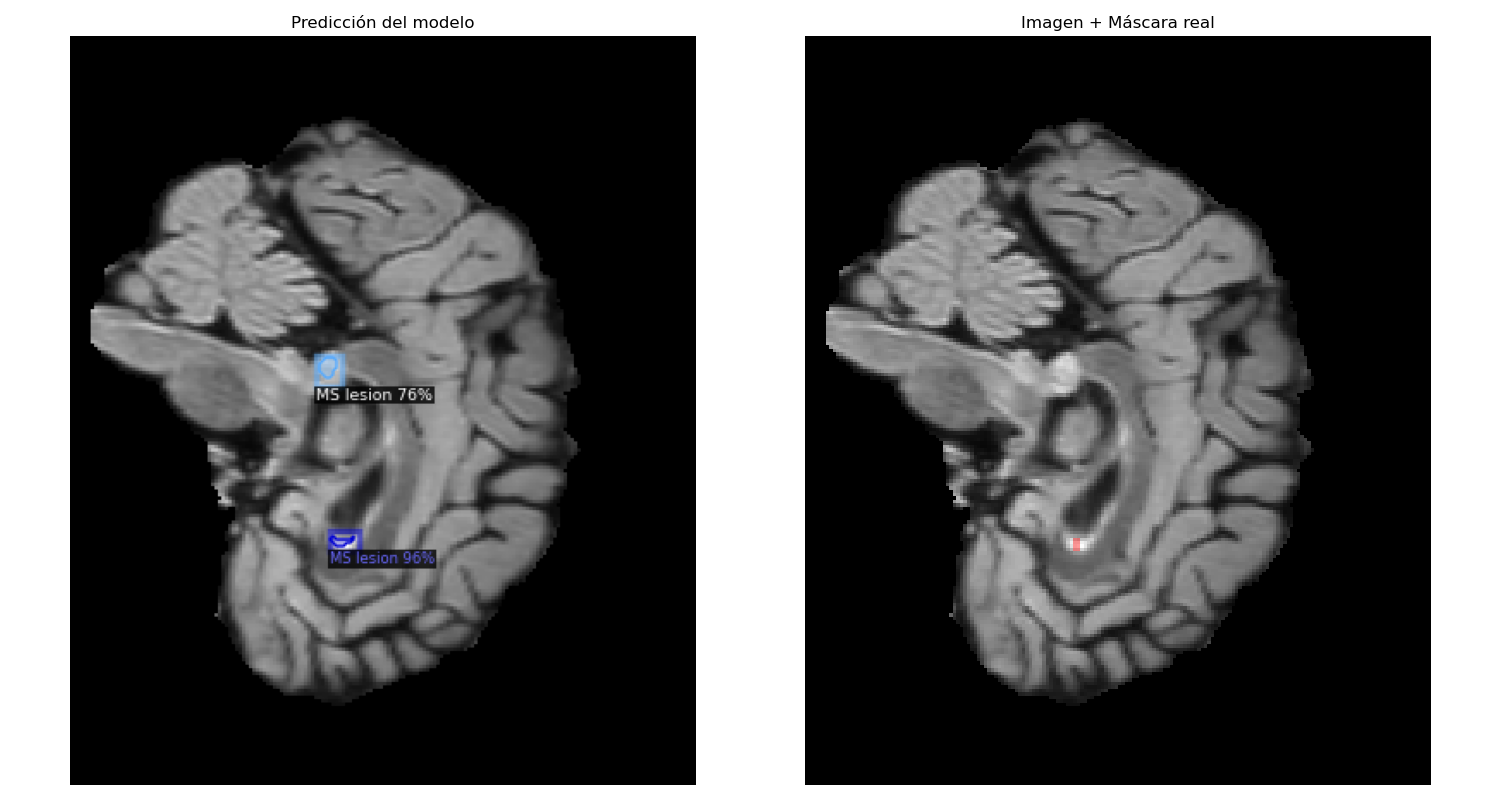 Predicción del modelo
Imagen + Máscara real
MS lesion 76%
MS lesion 96%